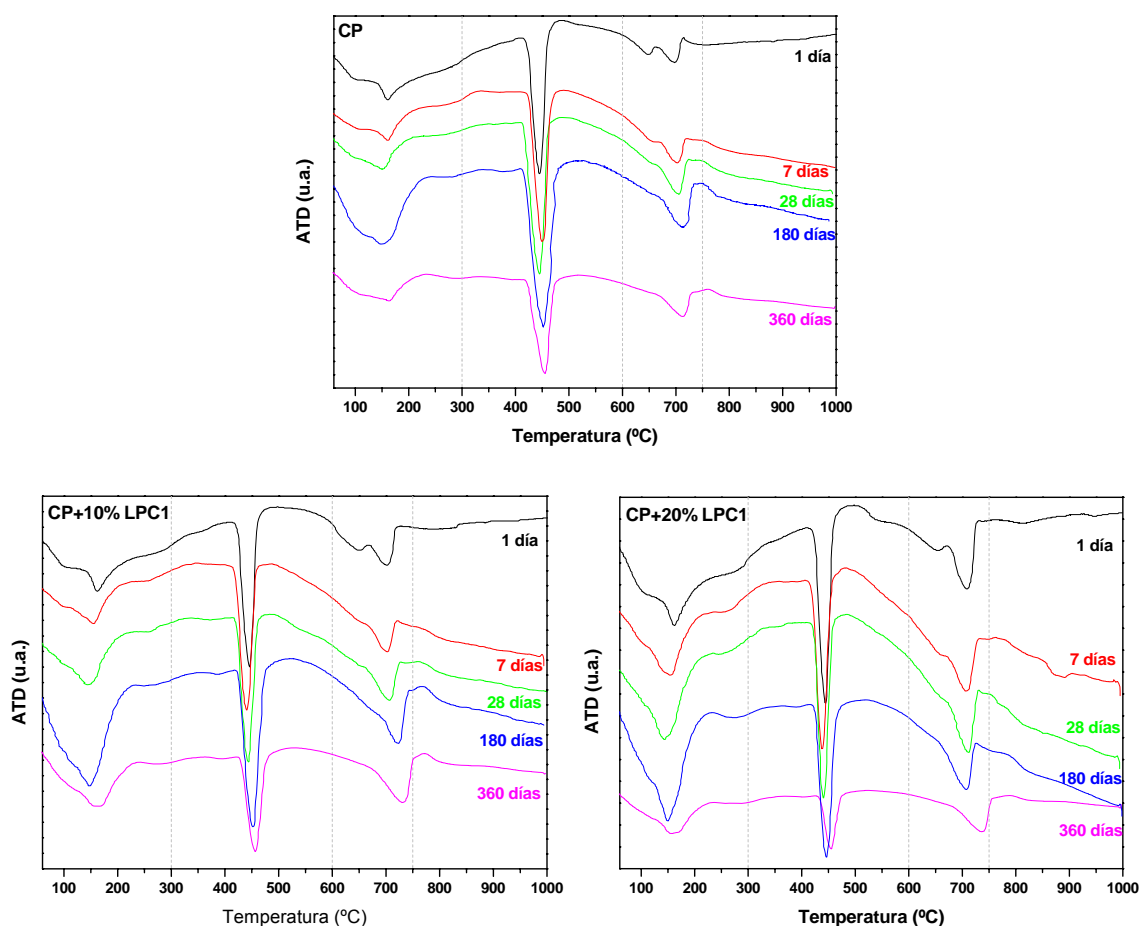 CP
1 día
7 días
28 días
180 días
360 días
ATD (u.a.)
100 200 300 400 500 600 700 800 900 1000
Temperatura (ºC)
CP+10% LPC1
1 día
7 días
28 días
180 días
360 días
ATD (u.a.)
100 200 300 400 500 600 700 800 900 1000
Temperatura (ºC)
CP+20% LPC1
1 día
7 días
28 días
180 días
360 días
ATD (u.a.)
100 200 300 400 500 600 700 800 900 1000
Temperatura (ºC)